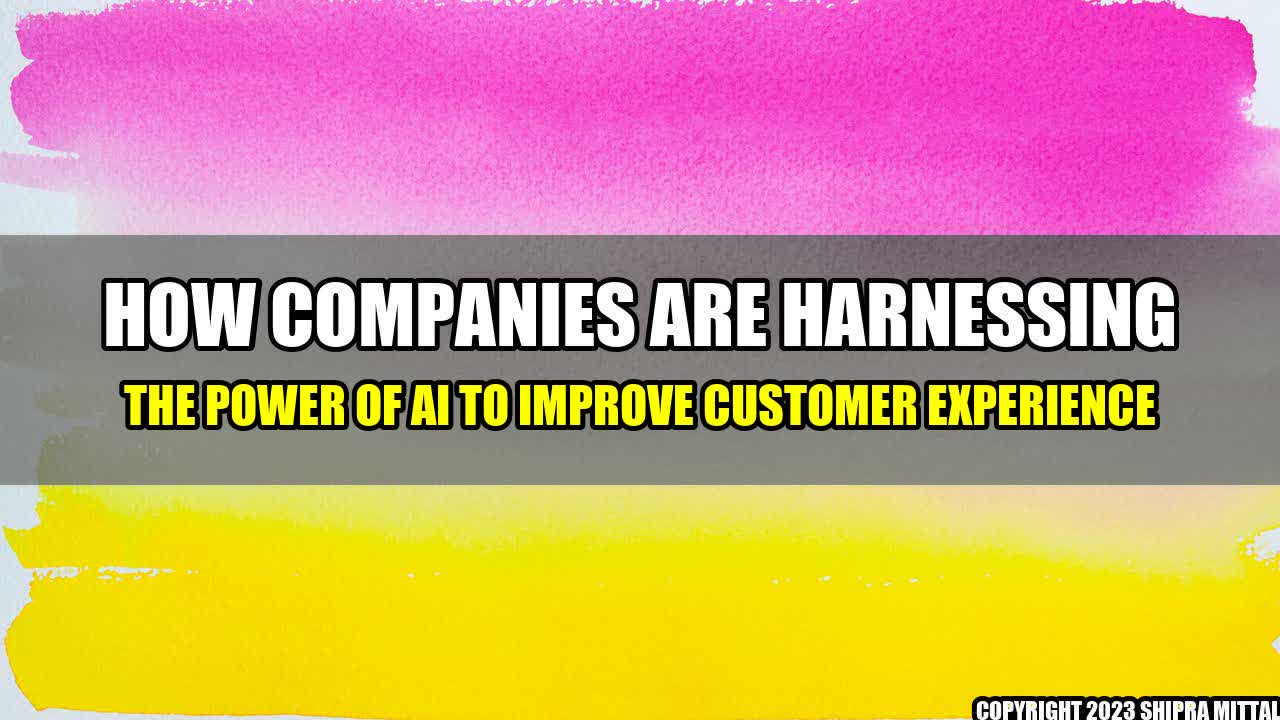 HOW COMPANIES ARE HARNESSING
THE POWER OF AI TO IMPROVE CUSTOMER EXPERIENCE
COPYRIGHT 2023 SHIPRA MITTAL